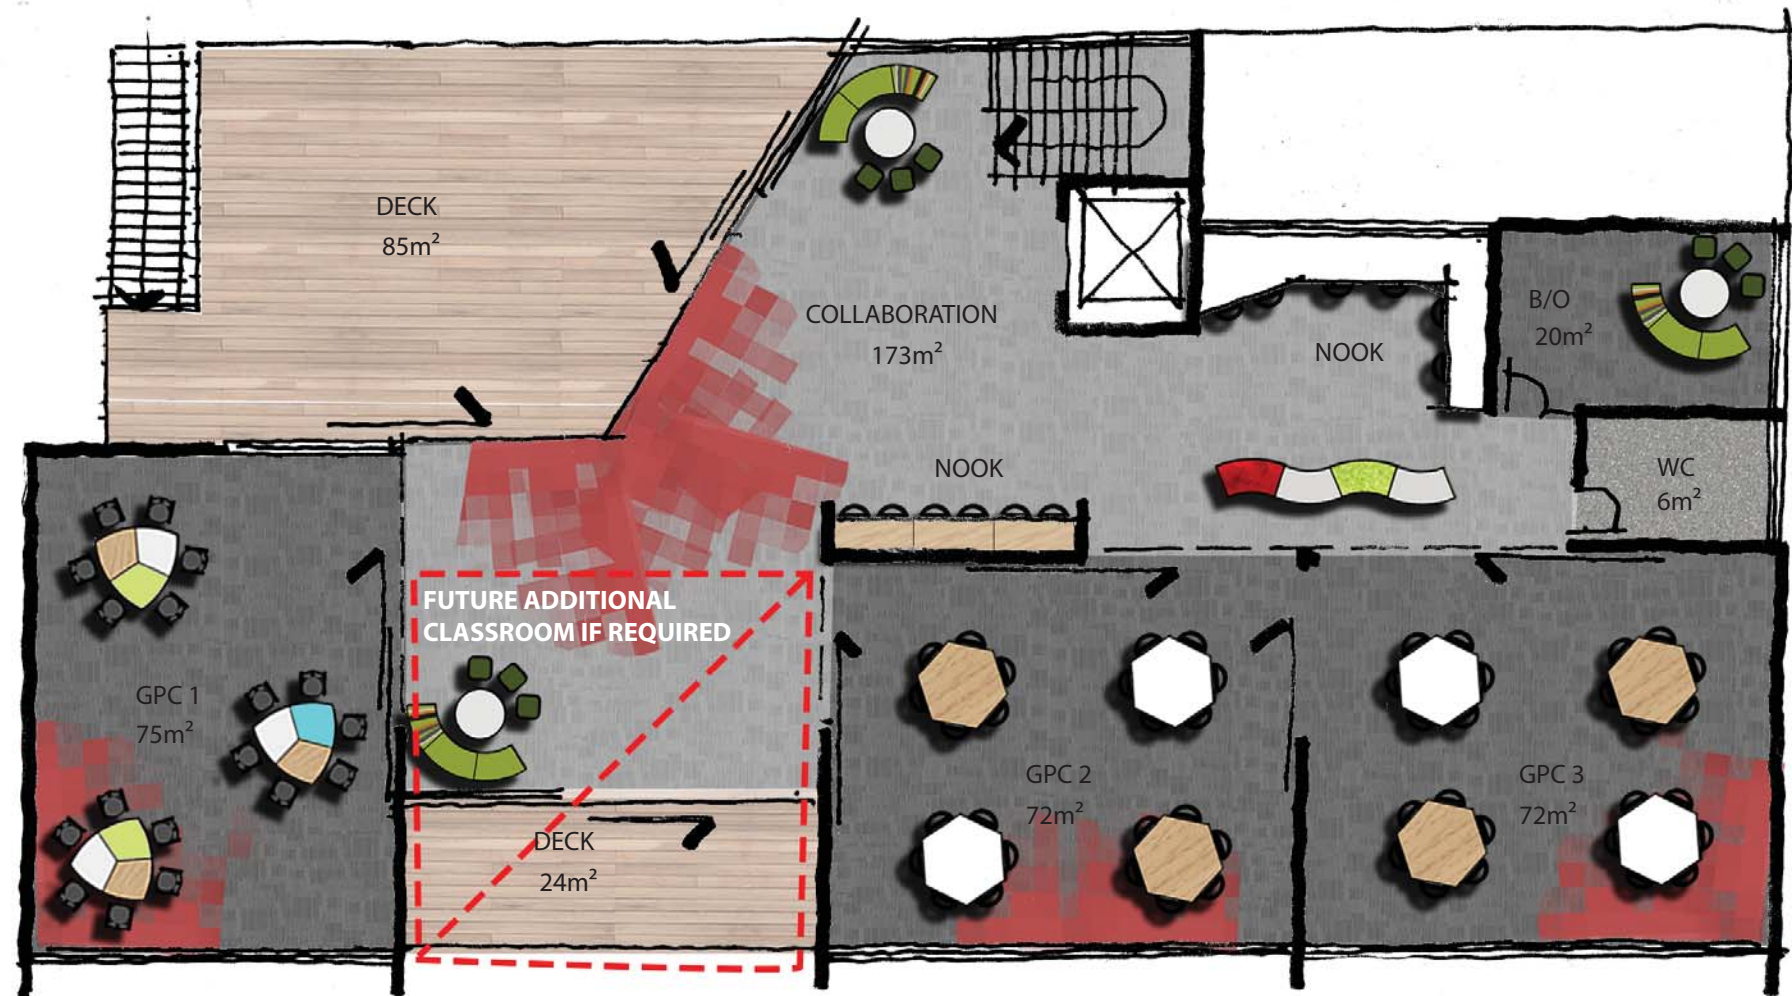 DECK
85m²
COLLABORATION
173m²
NOOK
B/O
20m²
NOOK
WC
6m²
FUTURE ADDITIONAL
CLASSROOM IF REQUIRED
GPC 1
75m²
GPC 2
72m²
GPC 3
72m²
DECK
24m²